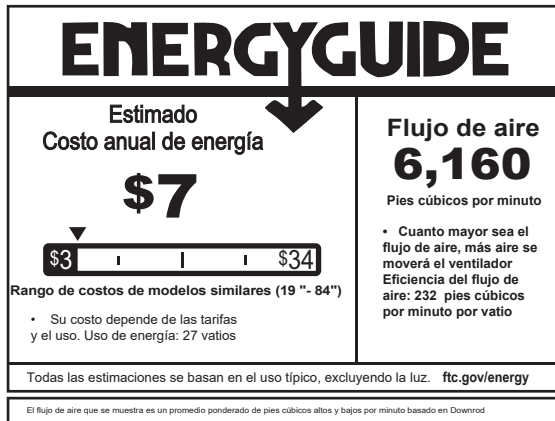 ENERGYGUIDE
Estimado
Costo anual de energía
$7
$3 $34
Rango de costos de modelos similares (19 "- 84")
• Su costo depende de las tarifas
y el uso. Uso de energía: 27 vatios
Flujo de aire
6,160
Pies cúbicos por minuto
• Cuanto mayor sea el
flujo de aire, más aire se
moverá el ventilador
Eficiencia del flujo de
aire: 232 pies cúbicos
por minuto por vatio
Todas las estimaciones se basan en el uso típico, excluyendo la luz. ftc.gov/energy
El flujo de aire que se muestra es un promedio ponderado de pies cúbicos altos y bajos por minuto basado en Downrod